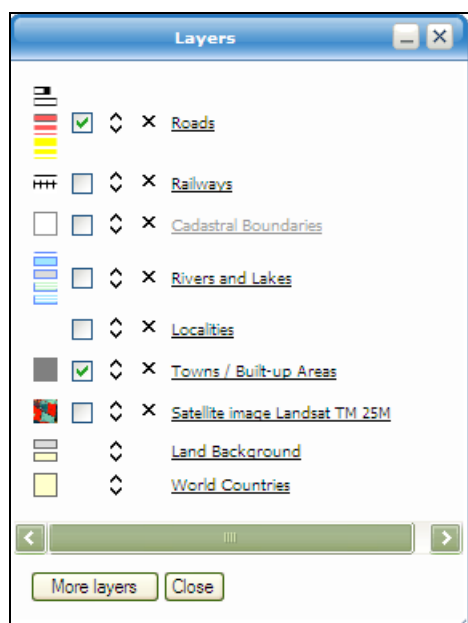 Layers
Roads
Railways
Cadastral Boundaries
Rivers and Lakes
Localities
Towns / Built-up Areas
Satellite image Landsat TM 25M
Land Background
World Countries
More layers Close